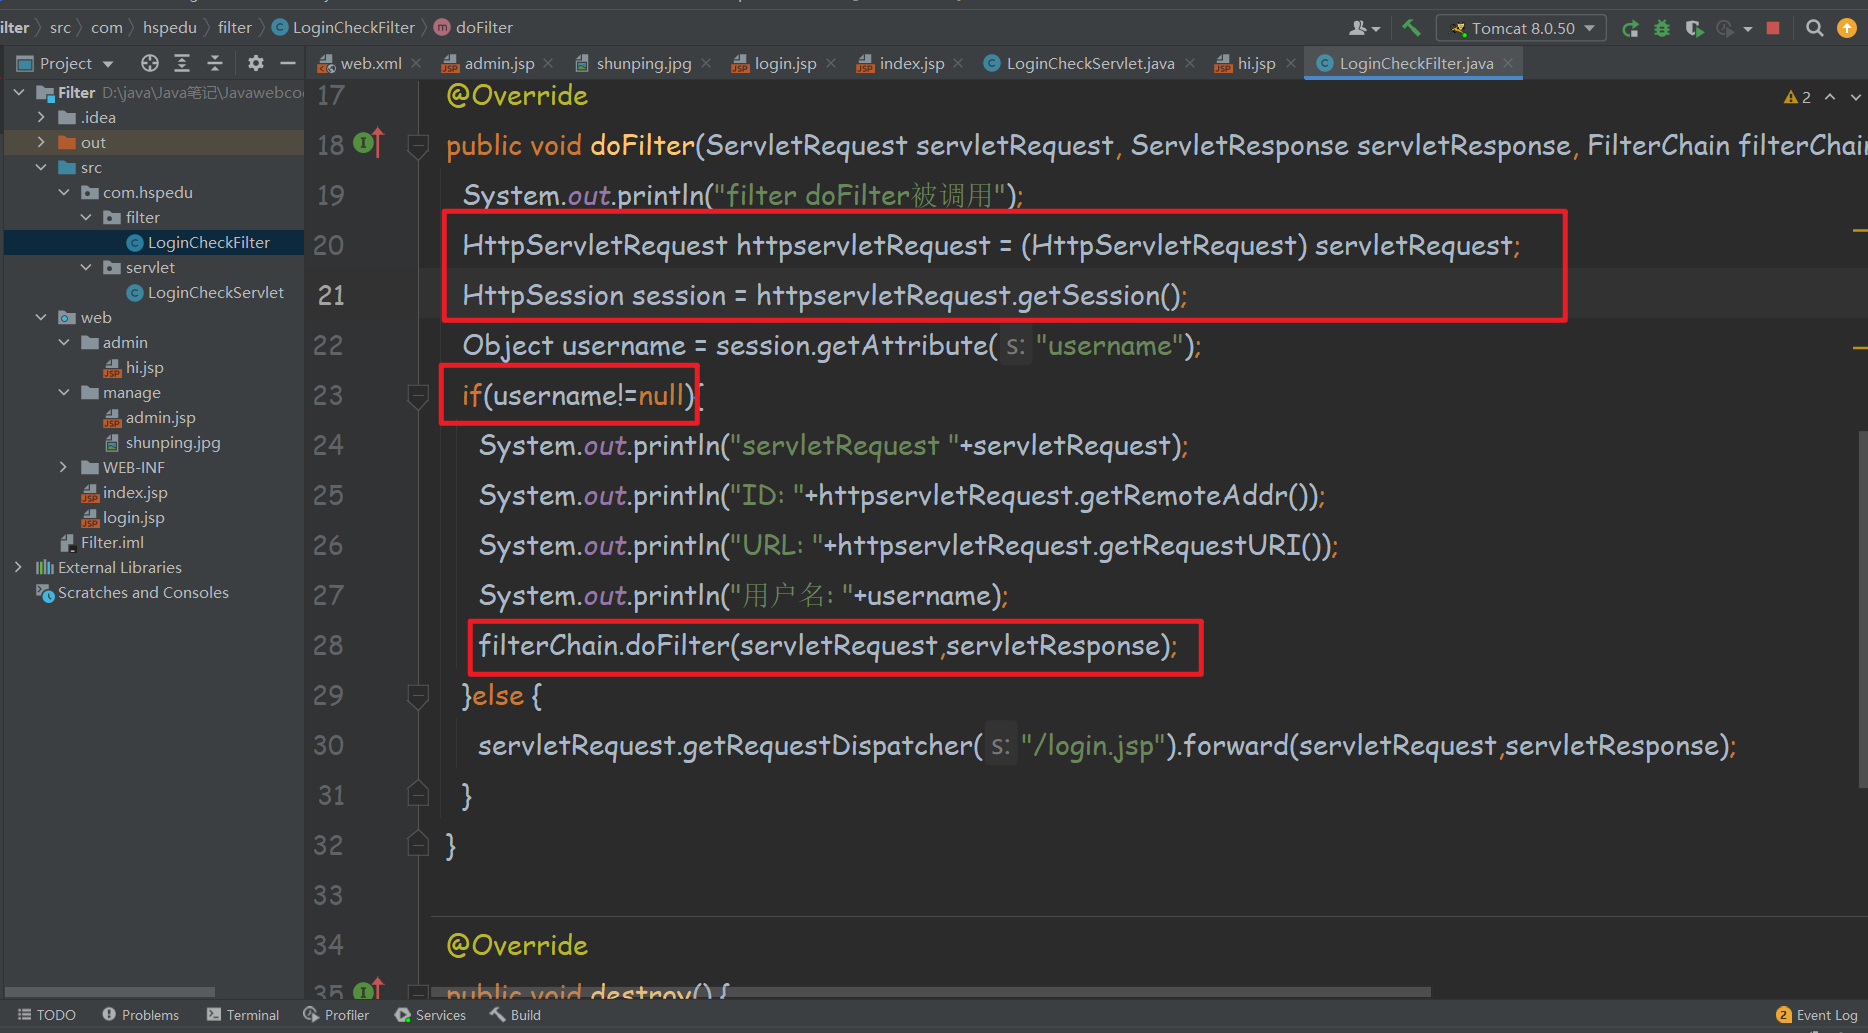 ilter src com hspedu filter LoginCheckFilter doFilter
Tomcat 8.0.50
Project
web.xml admin.jsp shunping.jpg login.jsp index.jsp LoginCheckServlet.java hi.jsp LoginCheckFilter.java
Filter D:\java\Java笔记\Javawebco
.idea
out
src
com.hspedu
filter
LoginCheckFilter
servlet
LoginCheckServlet
web
admin
hi.jsp
manage
admin.jsp
shunping.jpg
WEB-INF
index.jsp
login.jsp
Filter.iml
External Libraries
Scratches and Consoles
2
17 @Override
18 public void doFilter(ServletRequest servletRequest, ServletResponse servletResponse, FilterChain filterChain
19 System.out.println("filter doFilter被调用");
20 HttpServletRequest httpservletRequest = (HttpServletRequest) servletRequest;
21 HttpSession session = httpservletRequest.getSession();
22 Object username = session.getAttribute( s: "username");
23 if(username!=null){
24 System.out.println("servletRequest "+servletRequest);
25 System.out.println("ID: "+httpservletRequest.getRemoteAddr());
26 System.out.println("URL: "+httpservletRequest.getRequestURI());
27 System.out.println("用户名: "+username);
28 filterChain.doFilter(servletRequest,servletResponse);
29 }else {
30 servletRequest.getRequestDispatcher( s: "/login.jsp").forward(servletRequest,servletResponse);
31 }
32 }
33
34 @Override
35 public void destroy() {
TODO Problems Terminal Profiler Services Build
2 Event Log